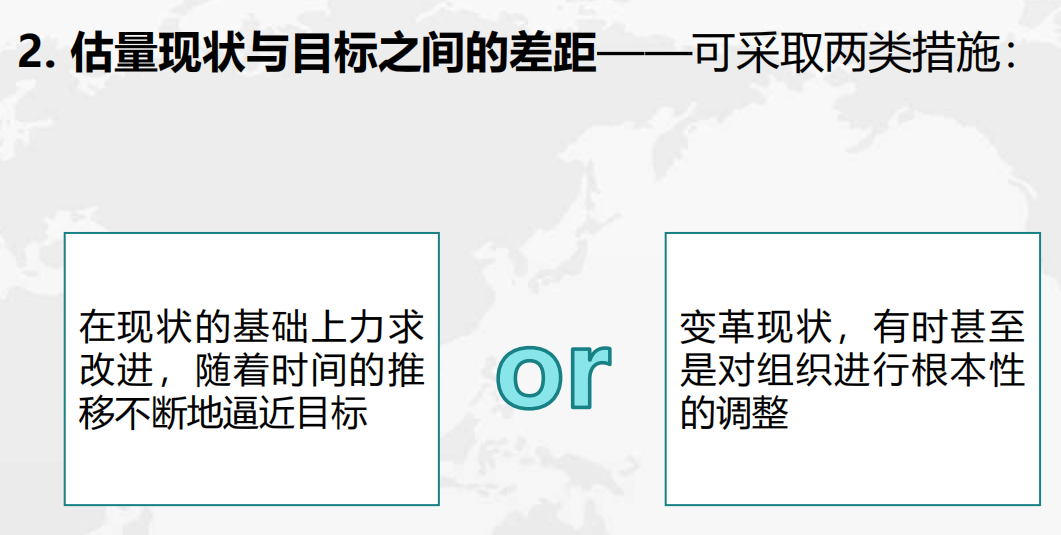 2. 估量现状与目标之间的差距——可采取两类措施：
在现状的基础上力求
改进，随着时间的推
移不断地逼近目标
or
变革现状，有时甚至
是对组织进行根本性
的调整